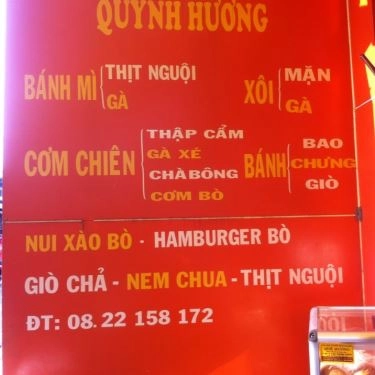 QUỲNH HƯƠNG
BÁNH MÌ THỊT NGUỘI
GÀ
XÔI MẶN
GÀ
CƠM CHIÊN THẬP CẨM
GÀ XÉ
CHÀ BÔNG
CƠM BÒ
BÁNH BAO
CHƯNG
GIÒ
NUI XÀO BÒ - HAMBURGER BÒ
GIÒ CHẢ - NEM CHUA - THỊT NGUỘI
ĐT: 08. 22 158 172